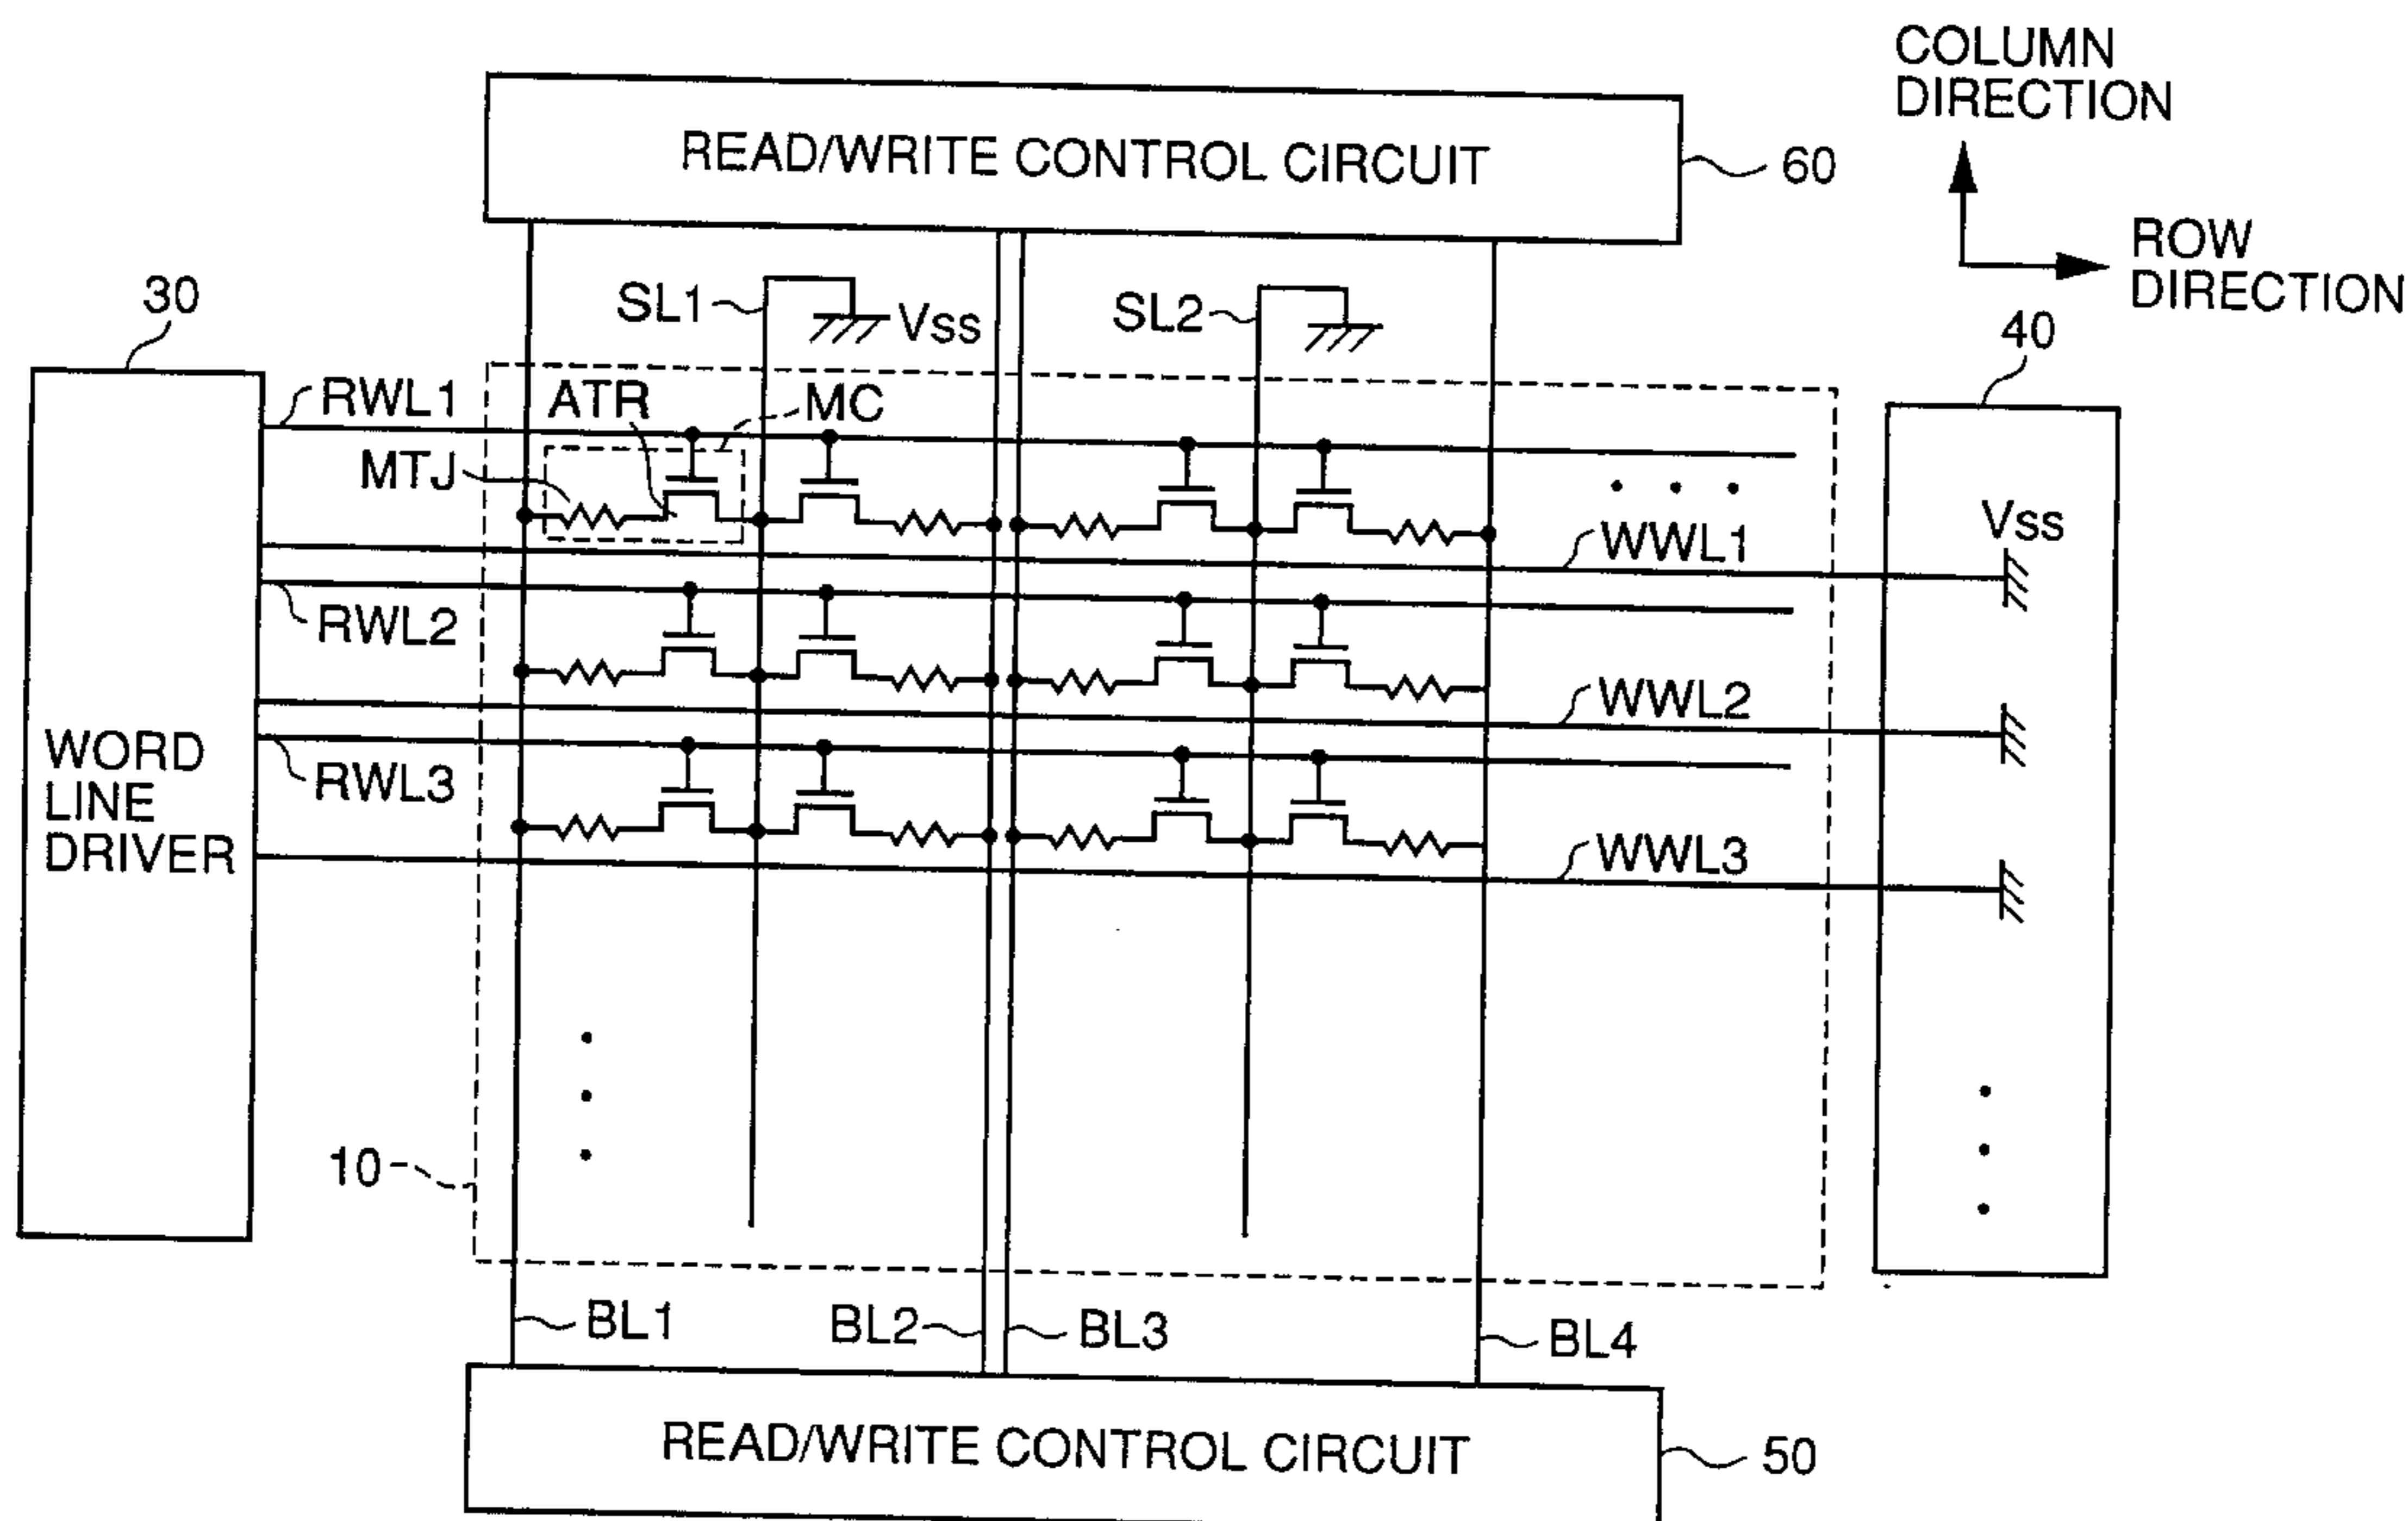 COLUMN
DIRECTION
READ/WRITE CONTROL CIRCUIT
60
ROW
DIRECTION
30
SL1
VSS
SL2
40
RWL1
ATR
MC
MTJ
VSS
WWL1
RWL2
WWL2
WORD
LINE
DRIVER
RWL3
WWL3
10
BL1
BL2
BL3
BL4
READ/WRITE CONTROL CIRCUIT
50